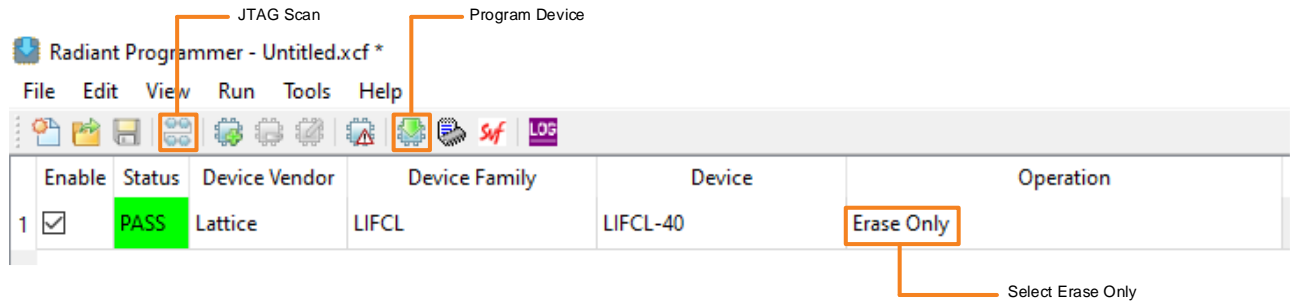 JTAG Scan Program Device
Radiant Programmer - Untitled.xcf *
File Edit View Run Tools Help
Svf LOG
Enable Status Device Vendor Device Family Device Operation
1 PASS Lattice LIFCL LIFCL-40 Erase Only
Select Erase Only